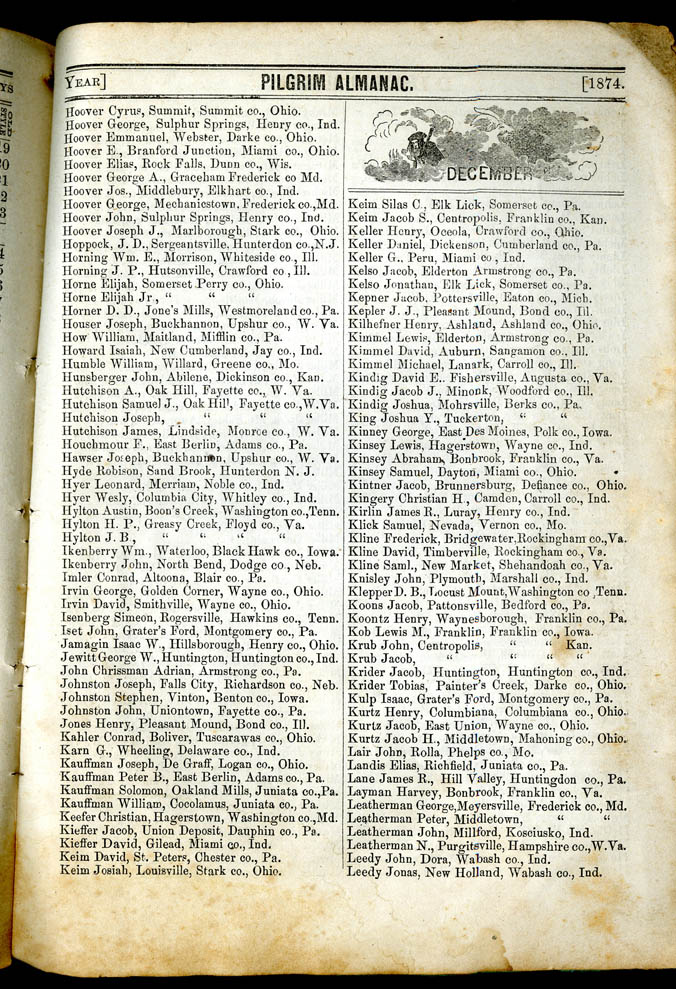 YEAR]
PILGRIM ALMANAC.
[1874.
Hoover Cyrus, Summit, Summit co., Ohio.
Hoover George, Sulphur Springs, Henry co., Ind.
Hoover Emmanuel, Webster, Darke co., Ohio.
Hoover E., Branford Junction, Miami co., Ohio.
Hoover Elias, Rock Falls, Dunn co., Wis.
Hoover George A., Graceham Frederick co Md.
Hoover Jos., Middlebury, Elkhart co., Ind.
Hoover George, Mechanicstown, Frederick co., Md.
Hoover John, Sulphur Springs, Henry co., Ind.
Hoover Joseph J., Marlborough, Stark co., Ohio.
Hoppock, J. D., Sergeantsville, Hunterdon co., N.J.
Horning Wm. E., Morrison, Whiteside co., Ill.
Horning J. P., Hutsonville, Crawford co., Ill.
Horne Elijah, Somerset Perry co., Ohio.
Horne Elijah Jr., “ “ “
Horner D. D., Jone's Mills, Westmoreland co., Pa.
Houser Joseph, Buckhannon, Upshur co., W. Va.
How William, Maitland, Mifflin co., Pa.
Howard Isaiah, New Cumberland, Jay co., Ind.
Humble William, Willard, Greene co., Mo.
Hunsberger John, Abilene, Dickinson co., Kan.
Hutchison A., Oak Hill, Fayette co., W. Va.
Hutchison Samuel J., Oak Hill, Fayette co., W.Va.
Hutchison Joseph, “ “ “
Hutchison James, Lindside, Monroe co., W. Va.
Houchmour F., East Berlin, Adams co., Pa.
Hawser Joseph, Buckhannon, Upshur co., W. Va.
Hyde Robison, Sand Brook, Hunterdon N. J.
Hyer Leonard, Merriam, Noble co., Ind.
Hyer Wesly, Columbia City, Whitley co., Ind.
Hylton Austin, Boon's Creek, Washington co., Tenn.
Hylton H. P., Greasy Creek, Floyd co., Va.
Hylton J. B., “ “ “ “
Ikenberry Wm., Waterloo, Black Hawk co., Iowa.
Ikenberry John, North Bend, Dodge co., Neb.
Imler Conrad, Altoona, Blair co., Pa.
Irvin George, Golden Corner, Wayne co., Ohio.
Irvin David, Smithville, Wayne co., Ohio.
Isenberg Simeon, Rogersville, Hawkins co., Tenn.
Iset John, Grater's Ford, Montgomery co., Pa.
Jamagin Isaac W., Hillsborough, Henry co., Ohio.
Jewitt George W., Huntington, Huntington co., Ind.
John Chrissman Adrian, Armstrong co., Pa.
Johnston Joseph, Falls City, Richardson co., Neb.
Johnston Stephen, Vinton, Benton co., Iowa.
Johnston John, Uniontown, Fayette co., Pa.
Jones Henry, Pleasant Mound, Bond co., Ill.
Kahler Conrad, Boliver, Tuscarawas co., Ohio.
Karn G., Wheeling, Delaware co., Ind.
Kauffman Joseph, De Graff, Logan co., Ohio.
Kauffman Peter B., East Berlin, Adams co., Pa.
Kauffman Solomon, Oakland Mills, Juniata co., Pa.
Kauffman William, Cocolamus, Juniata co., Pa.
Keefer Christian, Hagerstown, Washington co., Md.
Kieffer Jacob, Union Deposit, Dauphin co., Pa.
Kieffer David, Gilead, Miami co., Ind.
Keim David, St. Peters, Chester co., Pa.
Keim Josiah, Louisville, Stark co., Ohio.
DECEMBER
Keim Silas C., Elk Lick, Somerset co., Pa.
Keim Jacob S., Centropolis, Franklin co., Kan.
Keller Henry, Oceola, Crawford co., Ohio.
Keller Daniel, Dickenson, Cumberland co., Pa.
Keller G., Peru, Miami co, Ind.
Kelso Jacob, Elderton Armstrong co., Pa.
Kelso Jonathan, Elk Lick, Somerset co., Pa.
Kepner Jacob, Pottersville, Eaton co., Mich.
Kepler J. J., Pleasant Mound, Bond co., Ill.
Kilhefner Henry, Ashland, Ashland co., Ohio.
Kimmel Lewis, Elderton, Armstrong co., Pa.
Kimmel David, Auburn, Sangamon co., Ill.
Kimmel Michael, Lanark, Carroll co., Ill.
Kindig David E.. Fishersville, Augusta co., Va.
Kindig Jacob J., Minonk, Woodford co., Ill.
Kindig Joshua, Mohrsville, Berks co., Pa.
King Joshua Y., Tuckerton, “ “
Kinney George, East Des Moines, Polk co., Iowa.
Kinsey Lewis, Hagerstown, Wayne co., Ind.
Kinsey Abraham, Bonbrook, Franklin co., Va.
Kinsey Samuel, Dayton, Miami co., Ohio.
Kintner Jacob, Brunnersburg, Defiance co., Ohio.
Kingery Christian H., Camden, Carroll co., Ind.
Kirlin James R., Luray, Henry co., Ind.
Klick Samuel, Nevada, Vernon co., Mo.
Kline Frederick, Bridgewater, Rockingham co., Va.
Kline David, Timberville, Rockingham co., Va.
Kline Saml., New Market, Shehandoah co., Va.
Knisley John, Plymouth, Marshall co., Ind.
Klepper D. B., Locust Mount, Washington co, Tenn.
Koons Jacob, Pattonsville, Bedford co., Pa.
Koontz Henry, Waynesborough, Franklin co., Pa.
Kob Lewis M., Franklin, Franklin co., Iowa.
Krub John, Centropolis, “ “ Kan.
Krub Jacob, “ “ “ “
Krider Jacob, Huntington, Huntington co., Ind.
Krider Tobias, Painter's Creek, Darke co., Ohio.
Kulp Isaac, Grater's Ford, Montgomery co., Pa.
Kurtz Henry, Columbiana, Columbiana co., Ohio.
Kurtz Jacob, East Union, Wayne co., Ohio.
Kurtz Jacob H., Middletown, Mahoning co., Ohio.
Lair John, Rolla, Phelps co., Mo.
Landis Elias, Richfield, Juniata co., Pa.
Lane James R., Hill Valley, Huntingdon co., Pa.
Layman Harvey, Bonbrook, Franklin co., Va.
Leatherman George, Meyersville, Frederick co., Md.
Leatherman Peter, Middletown, “ “
Leatherman John, Millford, Kosciusko, Ind.
Leatherman N., Purgitsville, Hampshire co., W.Va.
Leedy John, Dora, Wabash co., Ind.
Leedy Jonas, New Holland, Wabash co., Ind.